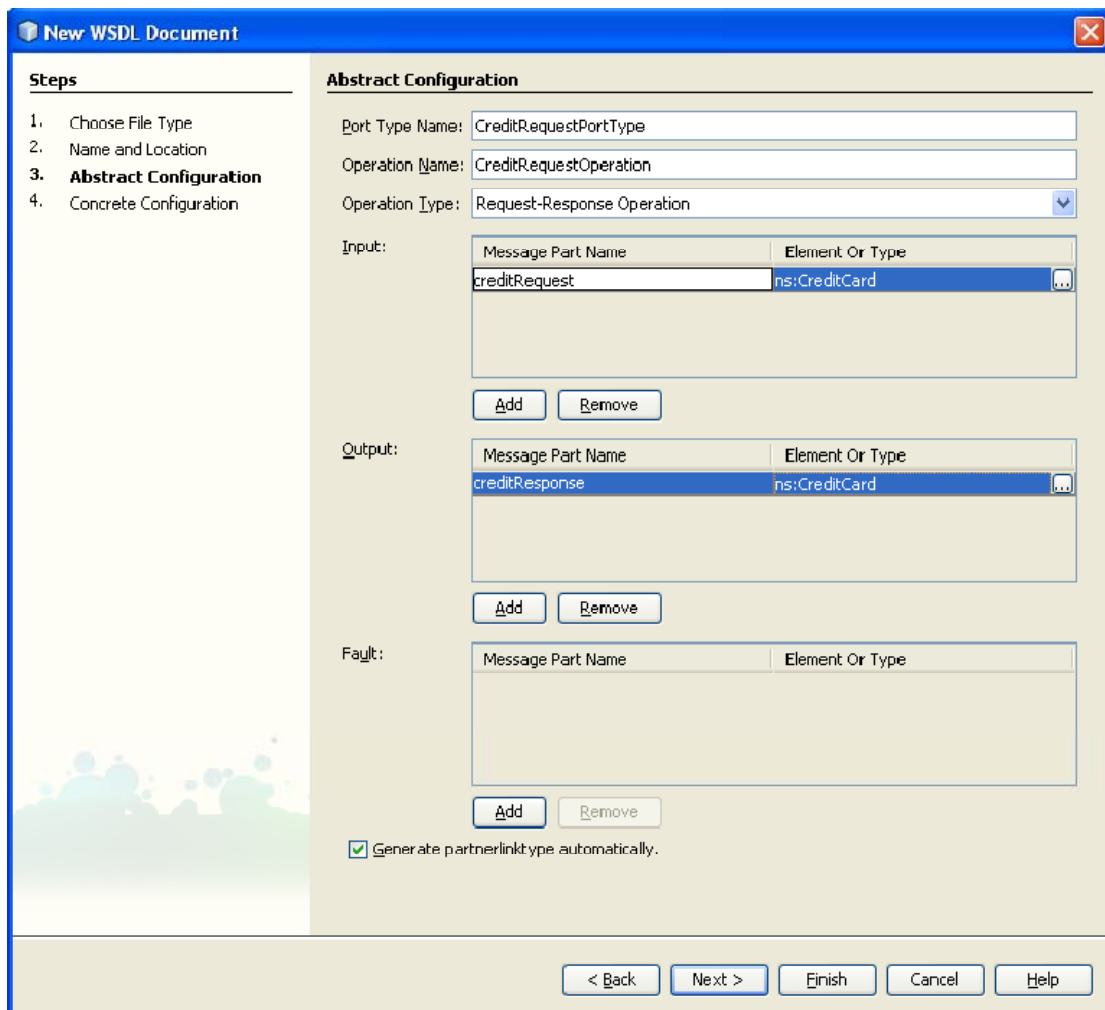 New WSDL Document
Steps
1. Choose File Type
2. Name and Location
3. Abstract Configuration
4. Concrete Configuration
Abstract Configuration
Port Type Name: CreditRequestPortType
Operation Name: CreditRequestOperation
Operation Type: Request-Response Operation
Input:
Message Part Name Element Or Type
creditRequest ns:CreditCard ...
Add Remove
Output:
Message Part Name Element Or Type
creditResponse ns:CreditCard ...
Add Remove
Fault:
Message Part Name Element Or Type
Add Remove
Generate partnerlinktype automatically.
< Back Next > Finish Cancel Help